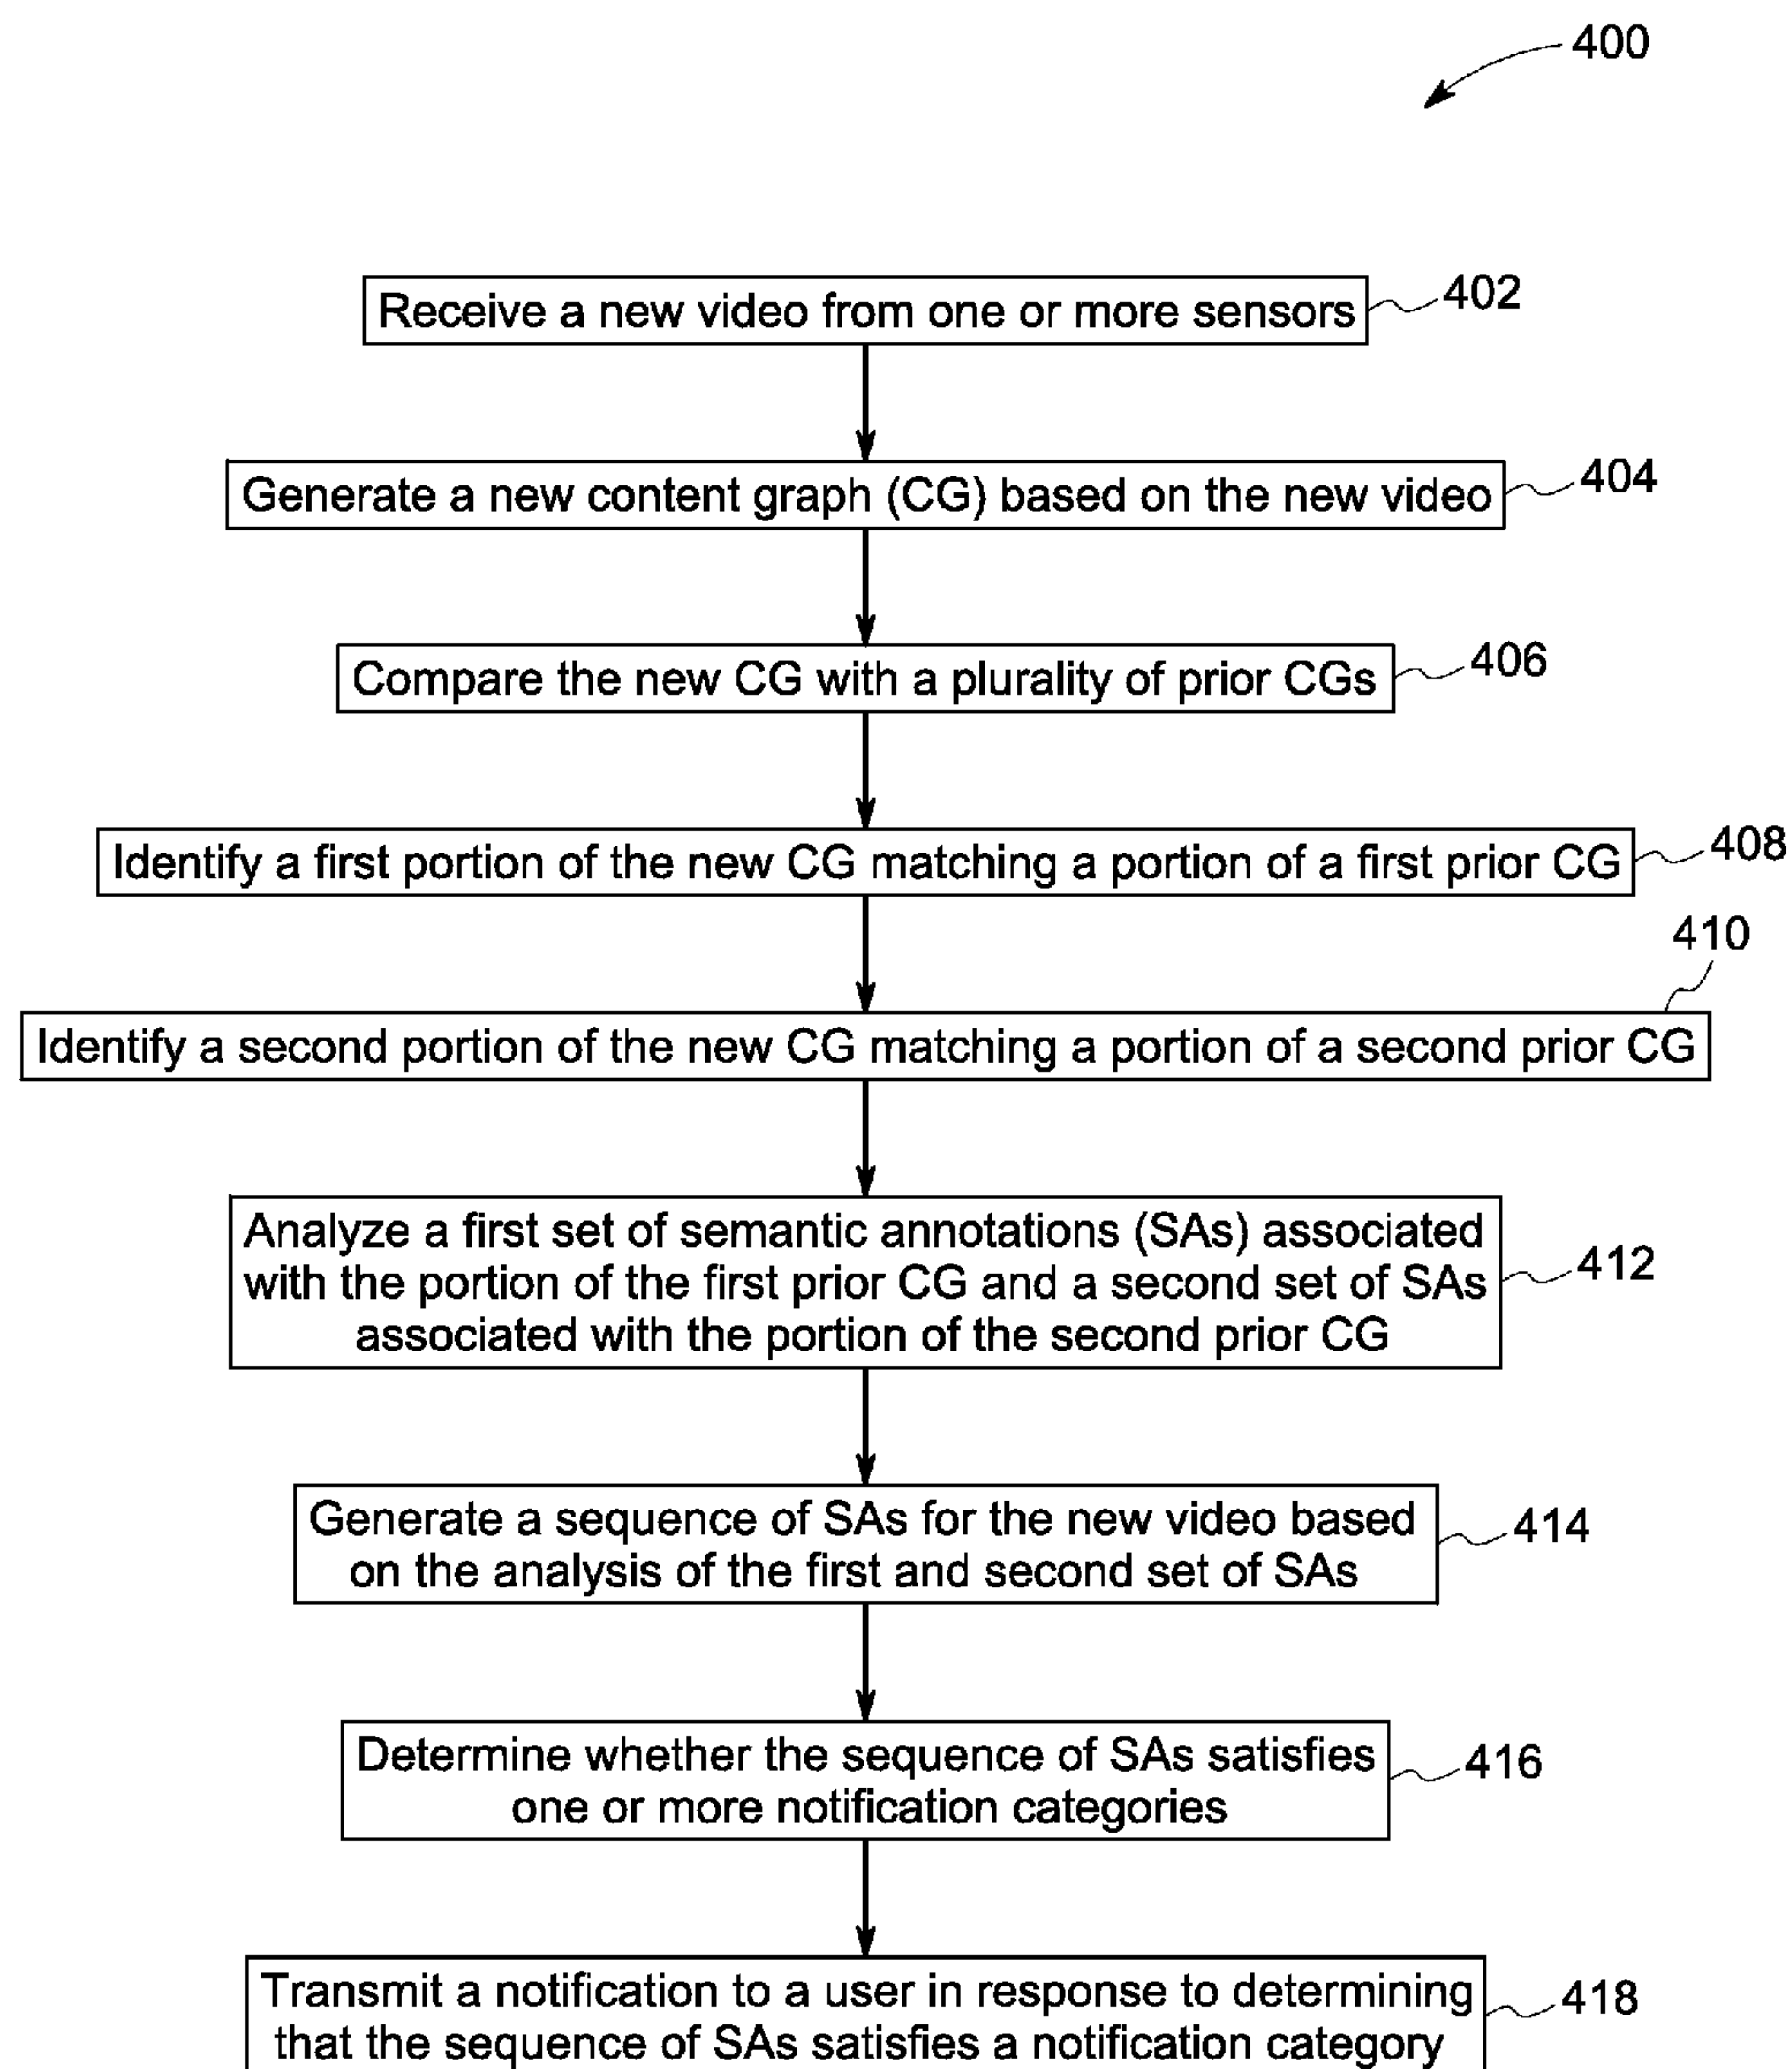 400
Receive a new video from one or more sensors
402
Generate a new content graph (CG) based on the new video
404
Compare the new CG with a plurality of prior CGs
406
Identify a first portion of the new CG matching a portion of a first prior CG
408
410
Identify a second portion of the new CG matching a portion of a second prior CG
Analyze a first set of semantic annotations (SAs) associated
with the portion of the first prior CG and a second set of SAs
associated with the portion of the second prior CG
412
Generate a sequence of SAs for the new video based
on the analysis of the first and second set of SAs
414
Determine whether the sequence of SAs satisfies
one or more notification categories
416
Transmit a notification to a user in response to determining
that the sequence of SAs satisfies a notification category
418